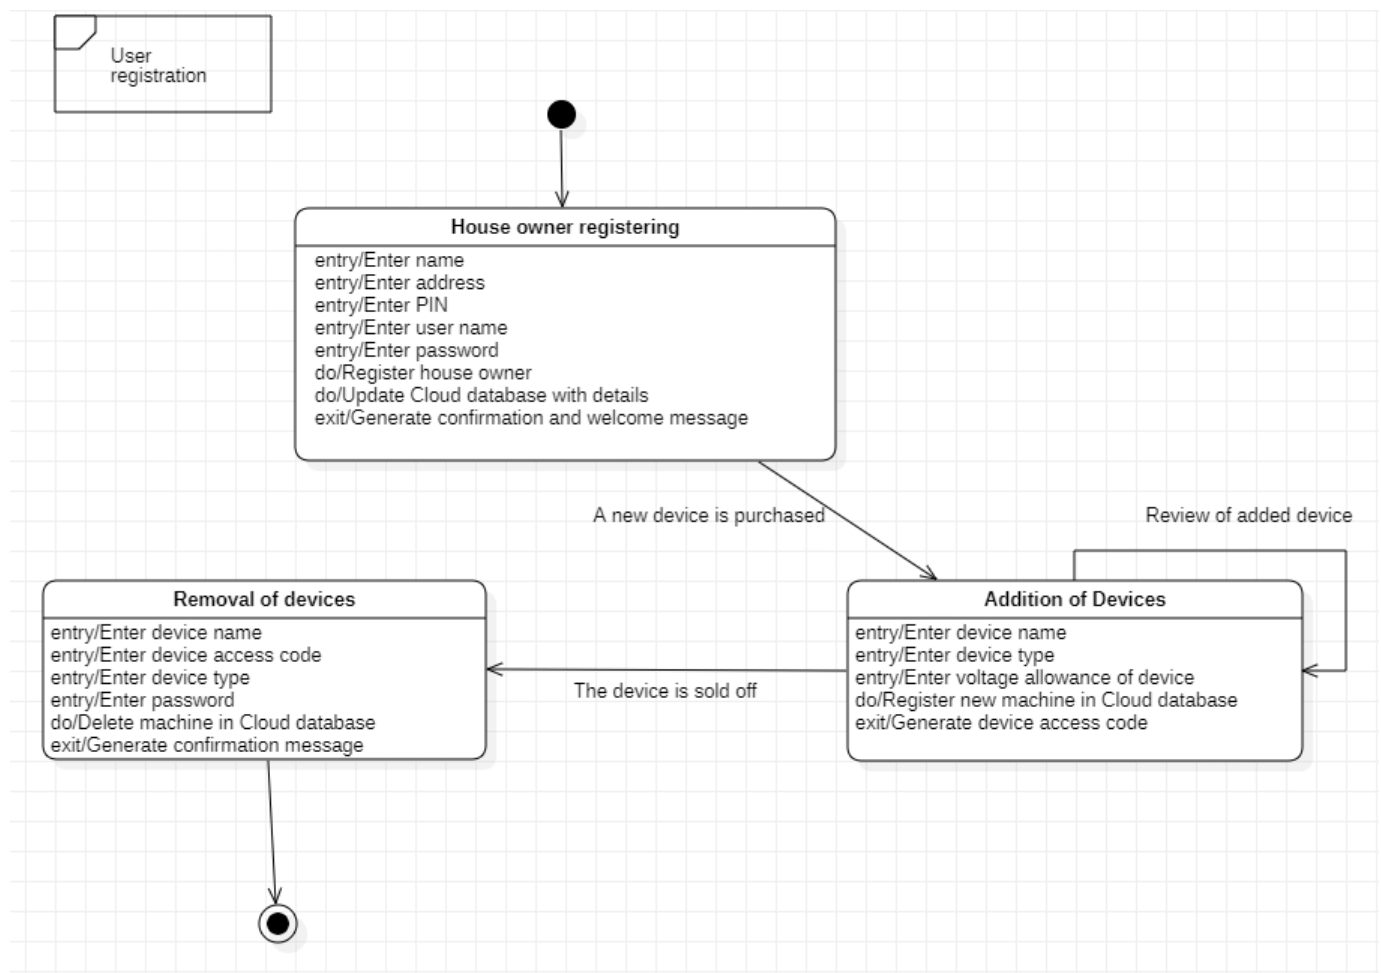 User
registration
House owner registering
entry/Enter name
entry/Enter address
entry/Enter PIN
entry/Enter user name
entry/Enter password
do/Register house owner
do/Update Cloud database with details
exit/Generate confirmation and welcome message
A new device is purchased
Review of added device
Removal of devices
entry/Enter device name
entry/Enter device access code
entry/Enter device type
entry/Enter password
do/Delete machine in Cloud database
exit/Generate confirmation message
The device is sold off
Addition of Devices
entry/Enter device name
entry/Enter device type
entry/Enter voltage allowance of device
do/Register new machine in Cloud database
exit/Generate device access code